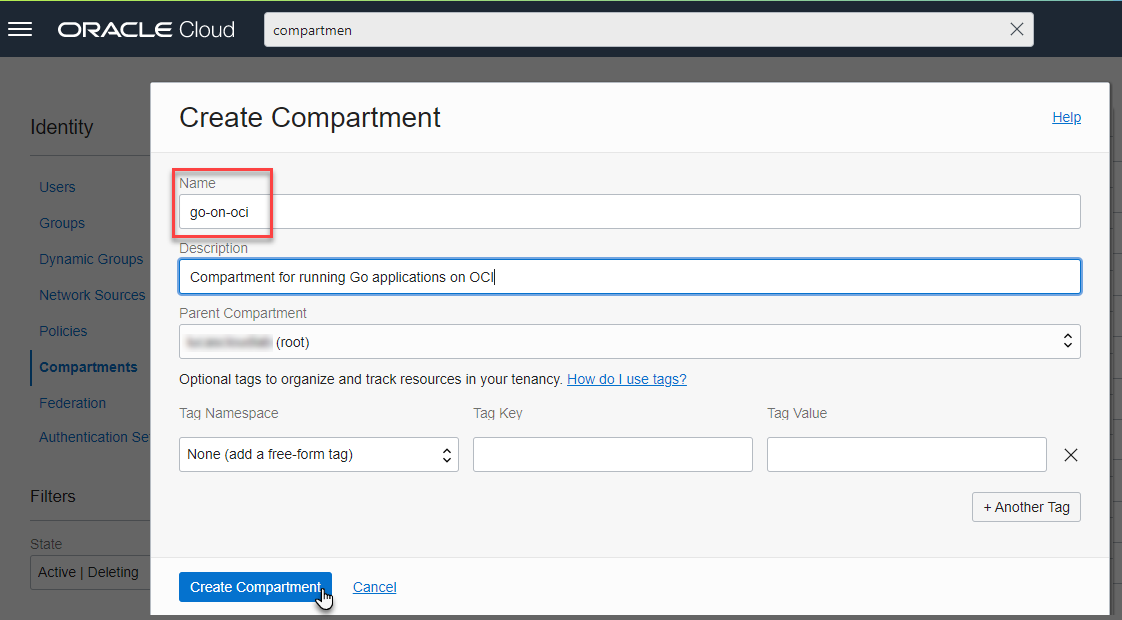 ORACLE Cloud
compartmen
Create Compartment
Help
Identity
Users
Groups
Dynamic Groups
Network Sources
Policies
Compartments
Federation
Authentication Se
Filters
State
Active | Deleting
Name
go-on-oci
Description
Compartment for running Go applications on OCI
Parent Compartment
(root)
Optional tags to organize and track resources in your tenancy. How do I use tags?
Tag Namespace Tag Key Tag Value
None (add a free-form tag)
+ Another Tag
Create Compartment Cancel